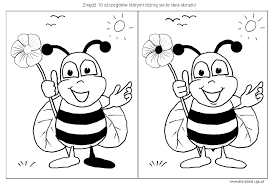 Znajdź 10 szczegółów którymi różnią się te dwa obrazki